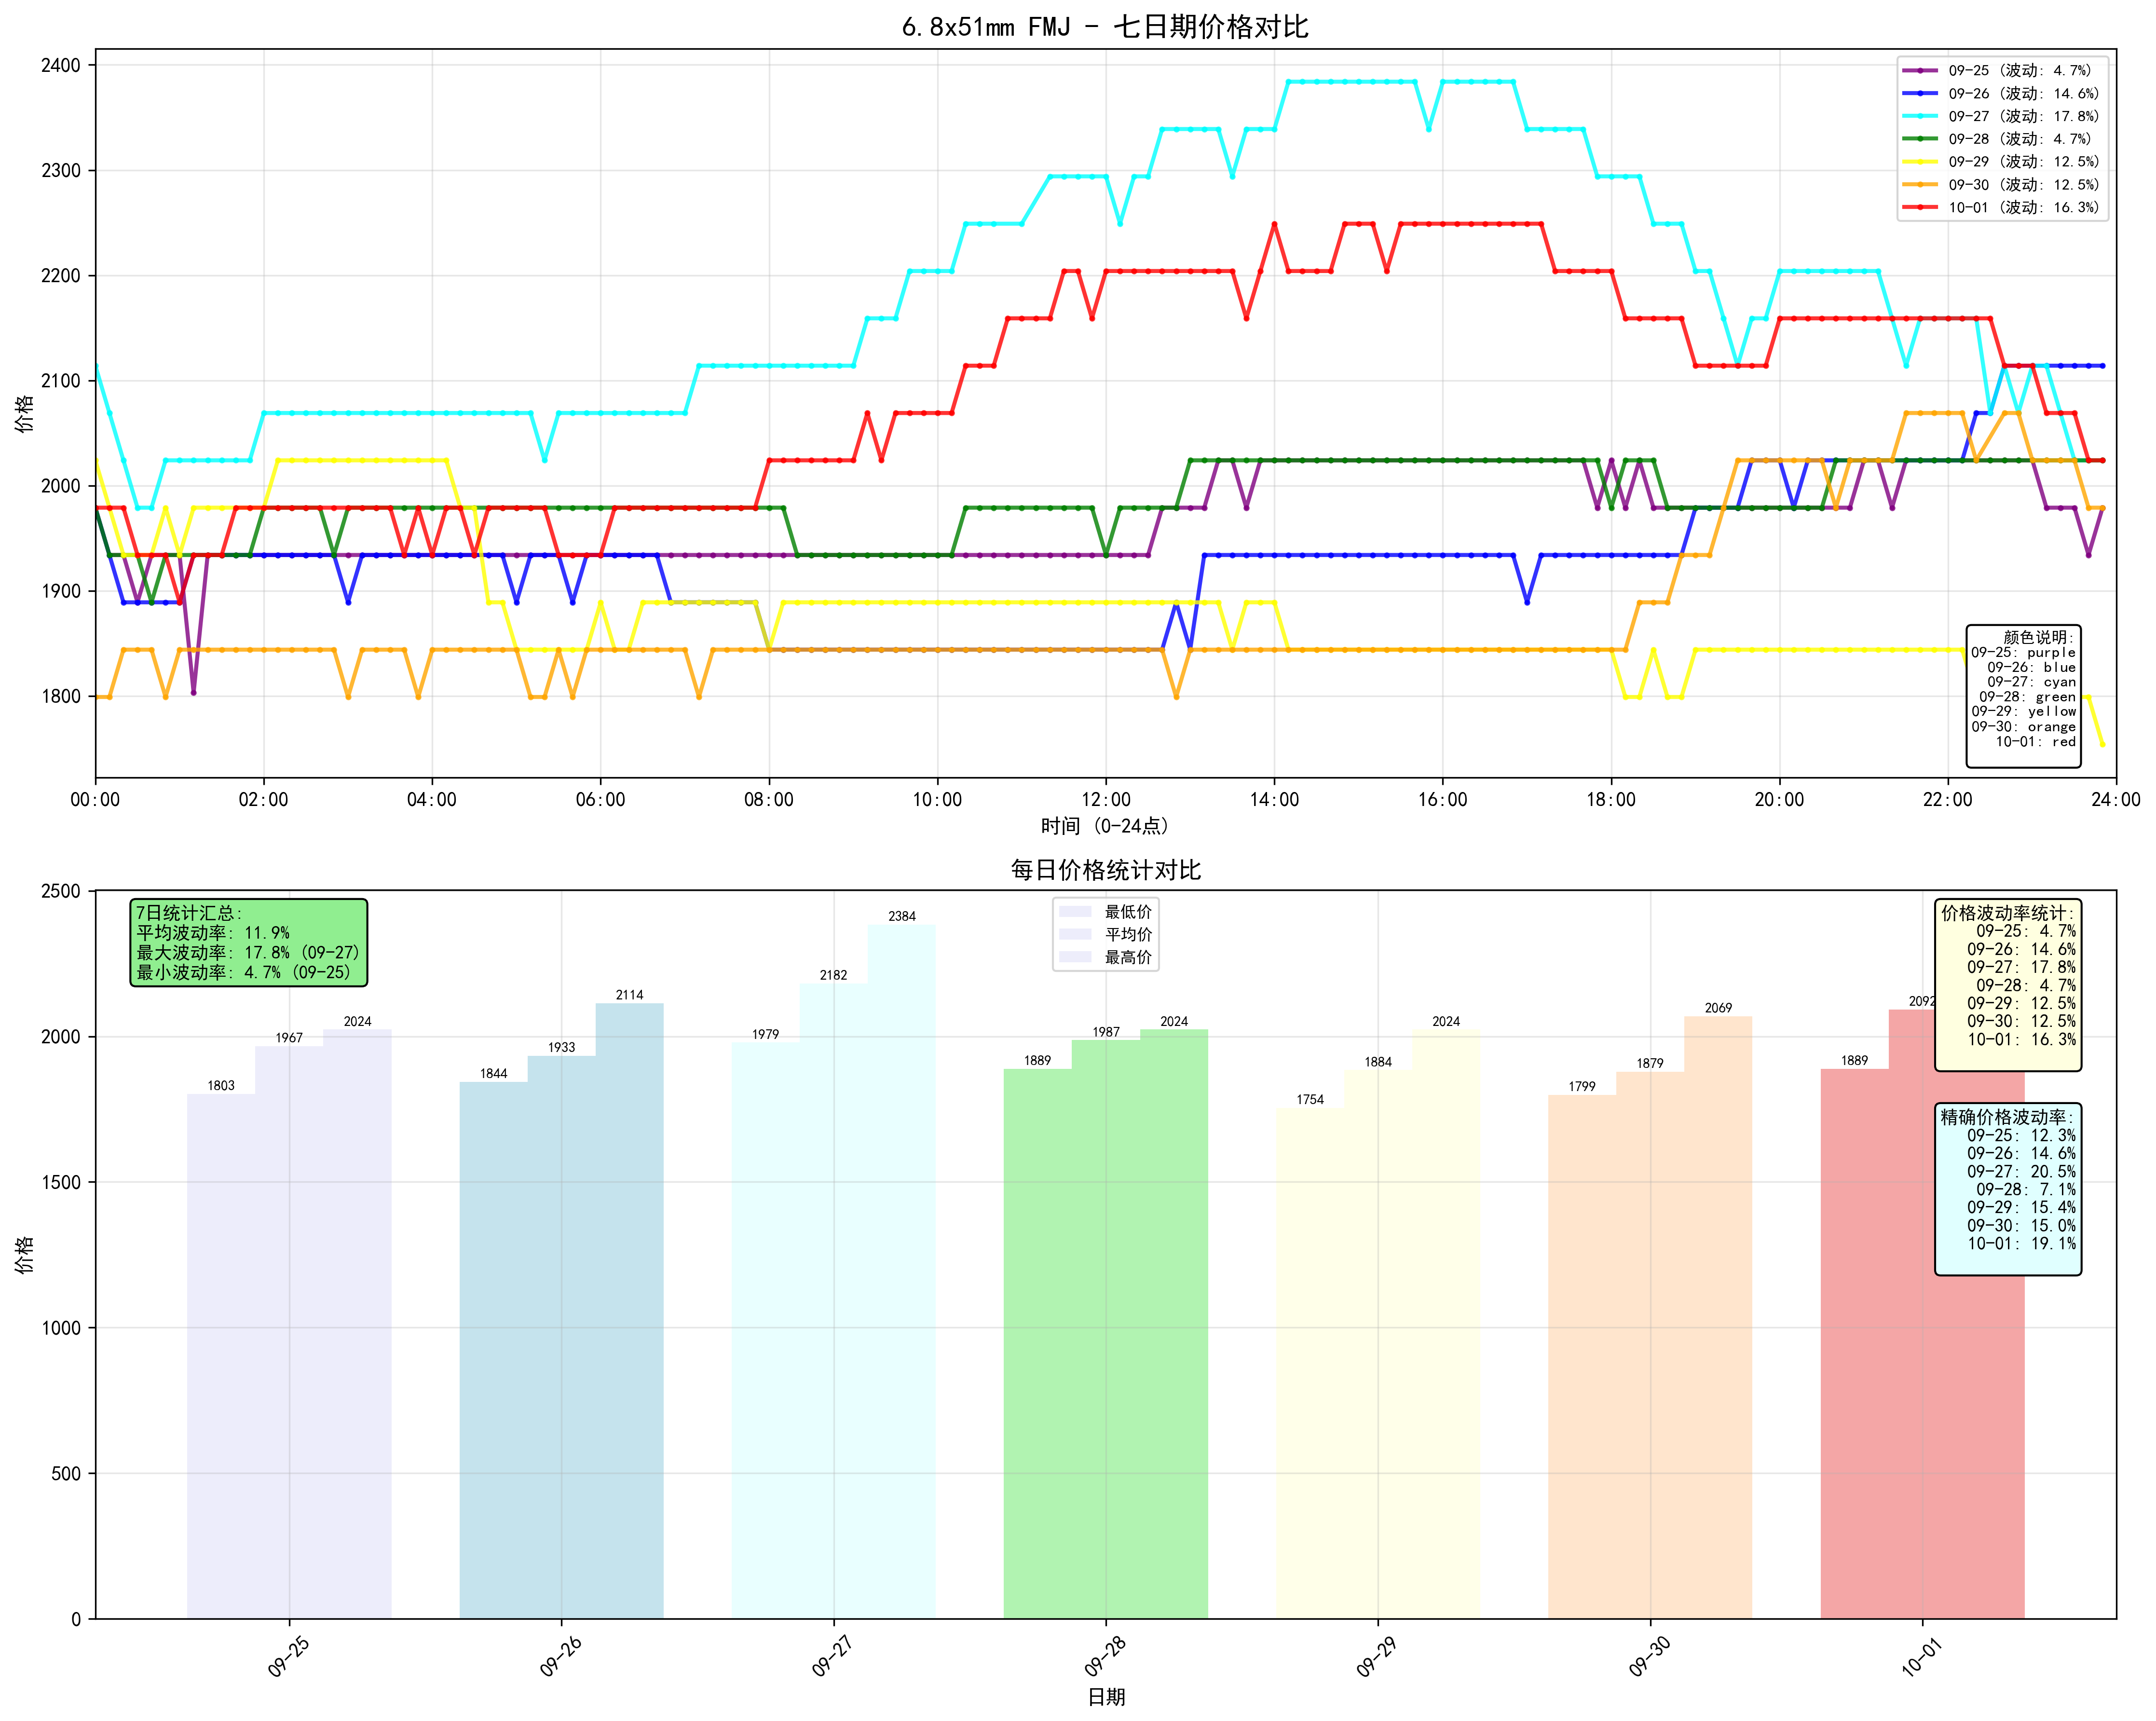 6.8x51mm FMJ - 七日期价格对比
价格
2400
2300
2200
2100
2000
1900
1800
09-25 (波动: 4.7%)
09-26 (波动: 14.6%)
09-27 (波动: 17.8%)
09-28 (波动: 4.7%)
09-29 (波动: 12.5%)
09-30 (波动: 12.5%)
10-01 (波动: 16.3%)
颜色说明:
09-25: purple
09-26: blue
09-27: cyan
09-28: green
09-29: yellow
09-30: orange
10-01: red
00:00 02:00 04:00 06:00 08:00 10:00 12:00 14:00 16:00 18:00 20:00 22:00 24:00
时间 (0-24点)
每日价格统计对比
价格
2500
2000
1500
1000
500
0
7日统计汇总:
平均波动率: 11.9%
最大波动率: 17.8% (09-27)
最小波动率: 4.7% (09-25)
最低价
平均价
最高价
价格波动率统计:
09-25: 4.7%
09-26: 14.6%
09-27: 17.8%
09-28: 4.7%
09-29: 12.5%
09-30: 12.5%
10-01: 16.3%
精确价格波动率:
09-25: 12.3%
09-26: 14.6%
09-27: 20.5%
09-28: 7.1%
09-29: 15.4%
09-30: 15.0%
10-01: 19.1%
1803 1967 2024
1844 1933 2114
1979 2182 2384
1889 1987 2024
1754 1884 2024
1799 1879 2069
1889 2092
09-25 09-26 09-27 09-28 09-29 09-30 10-01
日期